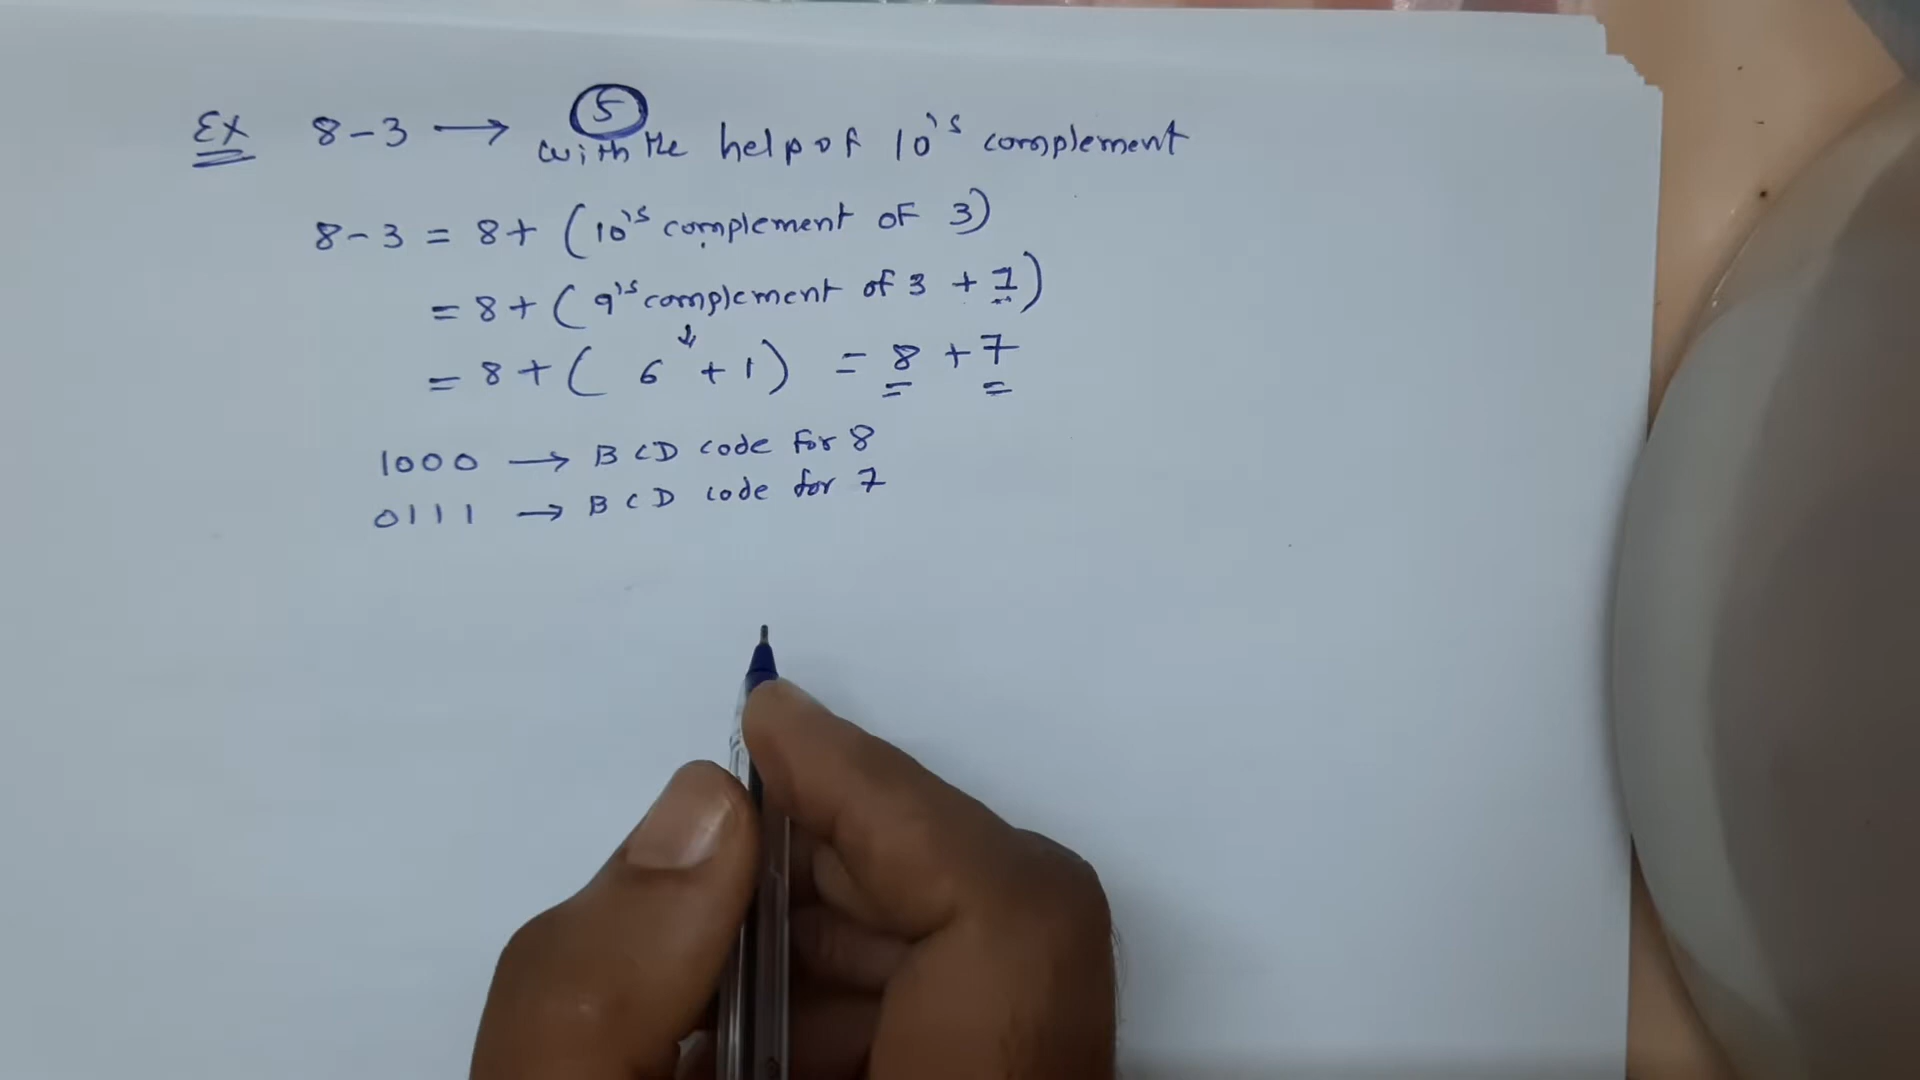 Ex 8-3 → 5
with the help of 10's complement
8-3 = 8+ (10's complement of 3)
= 8+ (9's complement of 3 + 1)
= 8+ ( 6 + 1) = 8 + 7
1000 → BCD code for 8
0111 → BCD code for 7